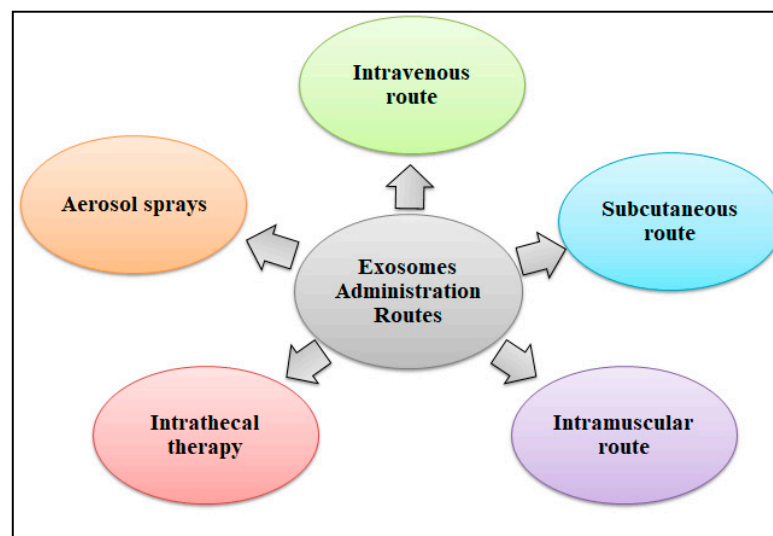 Intravenous
route
Aerosol sprays
Subcutaneous
route
Exosomes
Administration
Routes
Intrathecal
therapy
Intramuscular
route